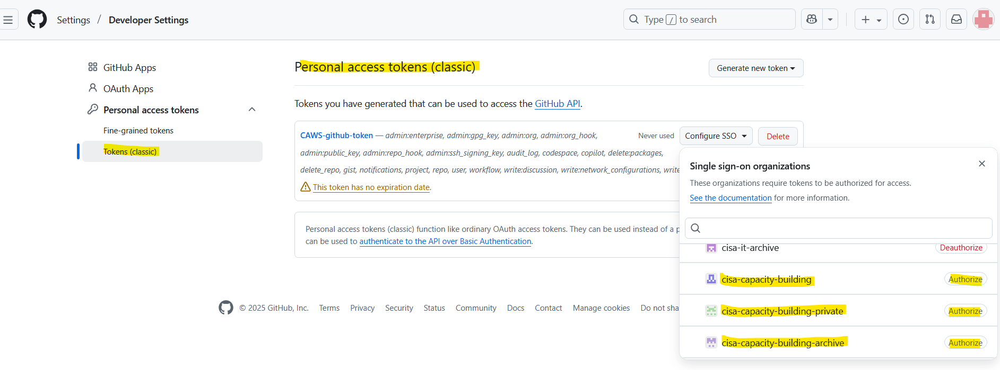 Settings / Developer Settings
Type / to search
GitHub Apps
OAuth Apps
Personal access tokens
Fine-grained tokens
Tokens (classic)
Personal access tokens (classic)
Generate new token
Tokens you have generated that can be used to access the GitHub API.
CAWS-github-token — admin:enterprise, admin:gpg_key, admin:org, admin:org_hook,
admin:public_key, admin:repo_hook, admin:ssh_signing_key, audit_log, codespace, copilot, delete:packages,
delete_repo, gist, notifications, project, repo, user, workflow, write:discussion, write:network_configurations, write
Never used
Configure SSO
Delete
This token has no expiration date.
Personal access tokens (classic) function like ordinary OAuth access tokens. They can be used instead of a p
can be used to authenticate to the API over Basic Authentication.
Single sign-on organizations
These organizations require tokens to be authorized for access.
See the documentation for more information.
cisa-it-archive Deauthorize
cisa-capacity-building Authorize
cisa-capacity-building-private Authorize
cisa-capacity-building-archive Authorize
© 2025 GitHub, Inc. Terms Privacy Security Status Community Docs Contact Manage cookies Do not sha